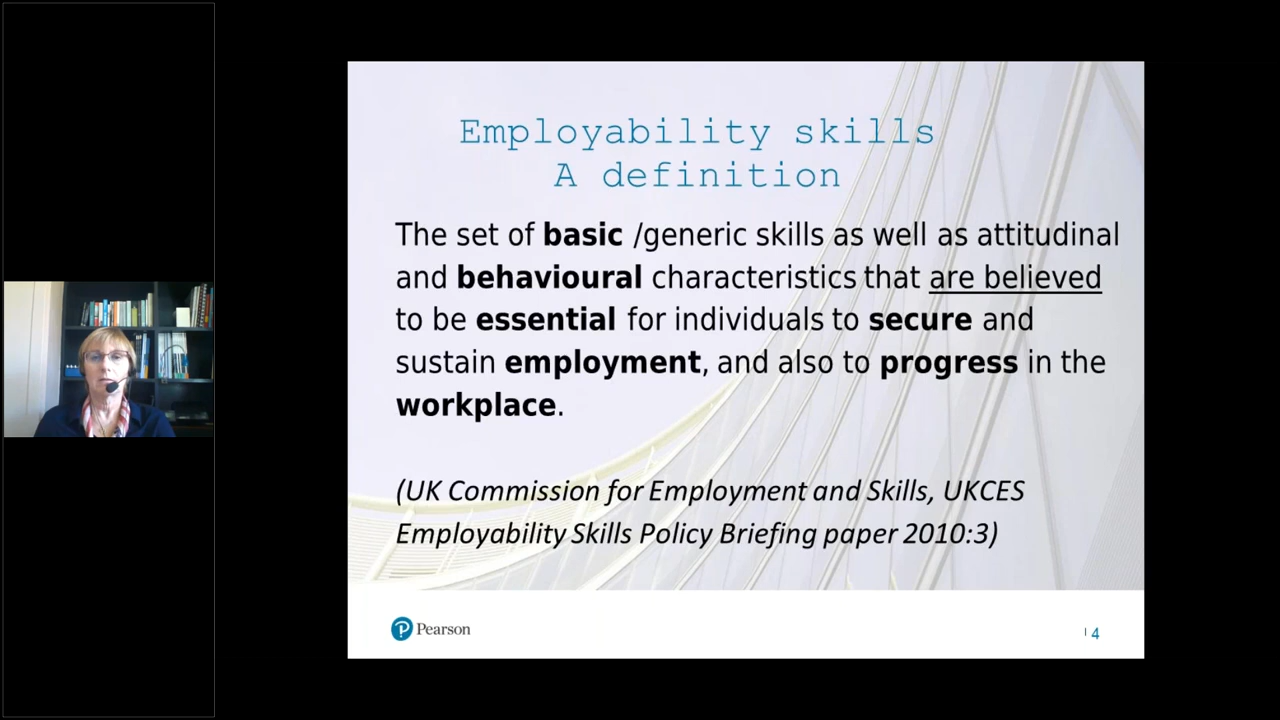 Employability skills
A definition
The set of basic /generic skills as well as attitudinal
and behavioural characteristics that are believed
to be essential for individuals to secure and
sustain employment, and also to progress in the
workplace.
(UK Commission for Employment and Skills, UKCES
Employability Skills Policy Briefing paper 2010:3)
Pearson
4